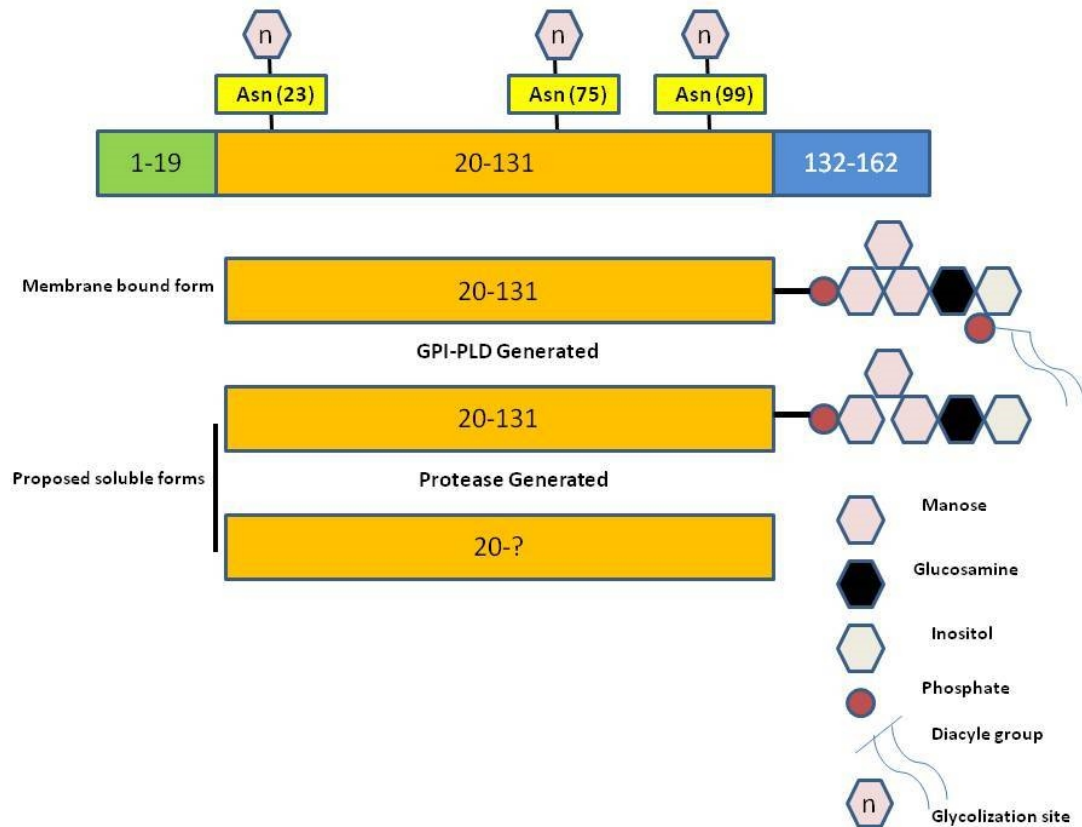 n n n
Asn (23) Asn (75) Asn (99)
1-19 20-131 132-162
Membrane bound form 20-131
GPI-PLD Generated
20-131
Proposed soluble forms Protease Generated
20-?
Manose
Glucosamine
Inositol
Phosphate
Diacyle group
n Glycolization site